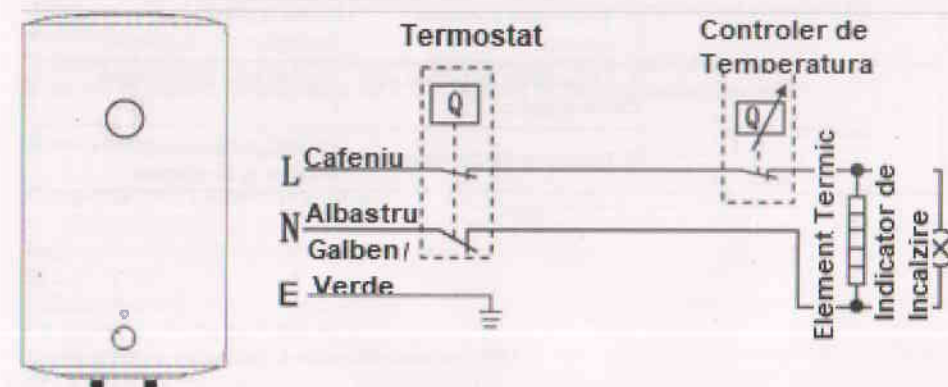 Termostat
Controler de
Temperatura
Q
Q
L Cafeniu
N Albastru
Galben/
E Verde
Element Termic
Indicator de
Incalzire
(X)